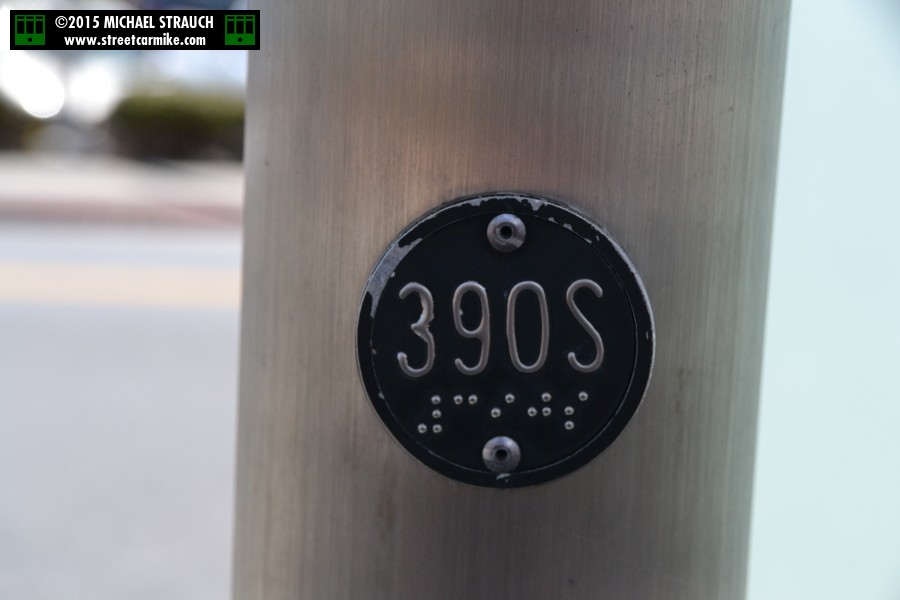 ©2015 MICHAEL STRAUCH
www.streetcarmike.com
390S
⠼⠉⠊⠚⠎